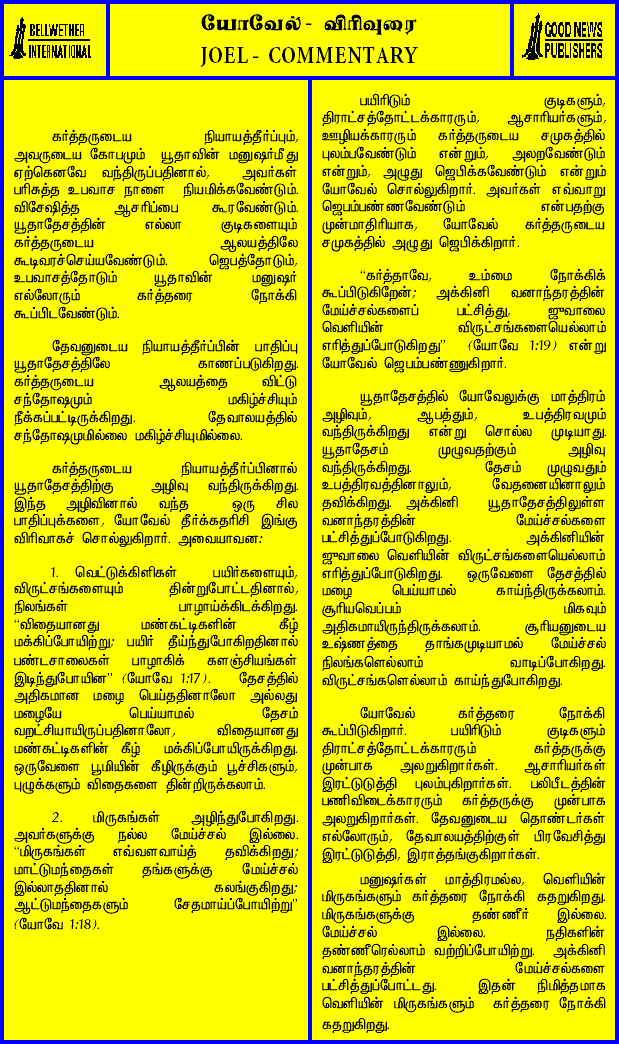 BELLWETHER
INTERNATIONAL
யோவேல் - விரிவுரை
JOEL - COMMENTARY
GOOD NEWS
PUBLISHERS
கர்த்தருடைய நியாயத்தீர்ப்பும்,
அவருடைய கோபமும் யூதாவின் மனுஷர்மீது
ஏற்கெனவே வந்திருப்பதினால், அவர்கள்
பரிசுத்த உபவாச நாளை நியமிக்கவேண்டும்.
விசேஷித்த ஆசரிப்பை கூரவேண்டும்.
யூதாதேசத்தின் எல்லா குடிகளையும்
கர்த்தருடைய ஆலயத்திலே
கூடிவரச்செய்யவேண்டும். ஜெபத்தோடும்,
உபவாசத்தோடும் யூதாவின் மனுஷர்
எல்லோரும் கர்த்தரை நோக்கி
கூப்பிடவேண்டும்.
தேவனுடைய நியாயத்தீர்ப்பின் பாதிப்பு
யூதாதேசத்திலே காணப்படுகிறது.
கர்த்தருடைய ஆலயத்தை விட்டு
சந்தோஷமும் மகிழ்ச்சியும்
நீக்கப்பட்டிருக்கிறது. தேவாலயத்தில்
சந்தோஷமுமில்லை மகிழ்ச்சியுமில்லை.
கர்த்தருடைய நியாயத்தீர்ப்பினால்
யூதாதேசத்திற்கு அழிவு வந்திருக்கிறது.
இந்த அழிவினால் வந்த ஒரு சில
பாதிப்புக்களை, யோவேல் தீர்க்கதரிசி இங்கு
விரிவாகச் சொல்லுகிறார். அவையாவன:
1. வெட்டுக்கிளிகள் பயிர்களையும்,
விருட்சங்களையும் தின்றுபோட்டதினால்,
நிலங்கள் பாழாய்க்கிடக்கிறது.
“விதையானது மண்கட்டிகளின் கீழ்
மக்கிப்போயிற்று; பயிர் தீய்ந்துபோகிறதினால்
பண்டசாலைகள் பாழாகிக் களஞ்சியங்கள்
இடிந்துபோயின” (யோவே 1:17). தேசத்தில்
அதிகமான மழை பெய்ததினாலோ அல்லது
மழையே பெய்யாமல் தேசம்
வறட்சியாயிருப்பதினாலோ, விதையானது
மண்கட்டிகளின் கீழ் மக்கிப்போயிருக்கிறது.
ஒருவேளை பூமியின் கீழிருக்கும் பூச்சிகளும்,
புழுக்களும் விதைகளை தின்றிருக்கலாம்.
2. மிருகங்கள் அழிந்துபோகிறது.
அவர்களுக்கு நல்ல மேய்ச்சல் இல்லை.
“மிருகங்கள் எவ்வளவாய்த் தவிக்கிறது;
மாட்டுமந்தைகள் தங்களுக்கு மேய்ச்சல்
இல்லாததினால் கலங்குகிறது;
ஆட்டுமந்தைகளும் சேதமாய்ப்போயிற்று”
(யோவே 1:18).
பயிரிடும் குடிகளும்,
திராட்சத்தோட்டக்காரரும், ஆசாரியர்களும்,
ஊழியக்காரரும் கர்த்தருடைய சமுகத்தில்
புலம்பவேண்டும் என்றும், அலறவேண்டும்
என்றும், அழுது ஜெபிக்கவேண்டும் என்றும்
யோவேல் சொல்லுகிறார். அவர்கள் எவ்வாறு
ஜெபம்பண்ணவேண்டும் என்பதற்கு
முன்மாதிரியாக, யோவேல் கர்த்தருடைய
சமுகத்தில் அழுது ஜெபிக்கிறார்.
“கர்த்தாவே, உம்மை நோக்கிக்
கூப்பிடுகிறேன்; அக்கினி வனாந்தரத்தின்
மேய்ச்சல்களைப் பட்சித்து, ஜுவாலை
வெளியின் விருட்சங்களையெல்லாம்
எரித்துப்போடுகிறது” (யோவே 1:19) என்று
யோவேல் ஜெபம்பண்ணுகிறார்.
யூதாதேசத்தில் யோவேலுக்கு மாத்திரம்
அழிவும், ஆபத்தும், உபத்திரவமும்
வந்திருக்கிறது என்று சொல்ல முடியாது.
யூதாதேசம் முழுவதற்கும் அழிவு
வந்திருக்கிறது. தேசம் முழுவதும்
உபத்திரவத்தினாலும், வேதனையினாலும்
தவிக்கிறது. அக்கினி யூதாதேசத்திலுள்ள
வனாந்தரத்தின் மேய்ச்சல்களை
பட்சித்துப்போடுகிறது. அக்கினியின்
ஜுவாலை வெளியின் விருட்சங்களையெல்லாம்
எரித்துப்போடுகிறது. ஒருவேளை தேசத்தில்
மழை பெய்யாமல் காய்ந்திருக்கலாம்.
சூரியவெப்பம் மிகவும்
அதிகமாயிருந்திருக்கலாம். சூரியனுடைய
உஷ்ணத்தை தாங்கமுடியாமல் மேய்ச்சல்
நிலங்களெல்லாம் வாடிப்போகிறது.
விருட்சங்களெல்லாம் காய்ந்துபோகிறது.
யோவேல் கர்த்தரை நோக்கி
கூப்பிடுகிறார். பயிரிடும் குடிகளும்
திராட்சத்தோட்டக்காரரும் கர்த்தருக்கு
முன்பாக அலறுகிறார்கள். ஆசாரியர்கள்
இரட்டுடுத்தி புலம்புகிறார்கள். பலிபீடத்தின்
பணிவிடைக்காரரும் கர்த்தருக்கு முன்பாக
அலறுகிறார்கள். தேவனுடைய தொண்டர்கள்
எல்லோரும், தேவாலயத்திற்குள் பிரவேசித்து
இரட்டுடுத்தி, இராத்தங்குகிறார்கள்.
மனுஷர்கள் மாத்திரமல்ல, வெளியின்
மிருகங்களும் கர்த்தரை நோக்கி கதறுகிறது.
மிருகங்களுக்கு தண்ணீர் இல்லை.
மேய்ச்சல் இல்லை. நதிகளின்
தண்ணீரெல்லாம் வற்றிப்போயிற்று. அக்கினி
வனாந்தரத்தின் மேய்ச்சல்களை
பட்சித்துப்போட்டது. இதன் நிமித்தமாக
வெளியின் மிருகங்களும் கர்த்தரை நோக்கி
கதறுகிறது.